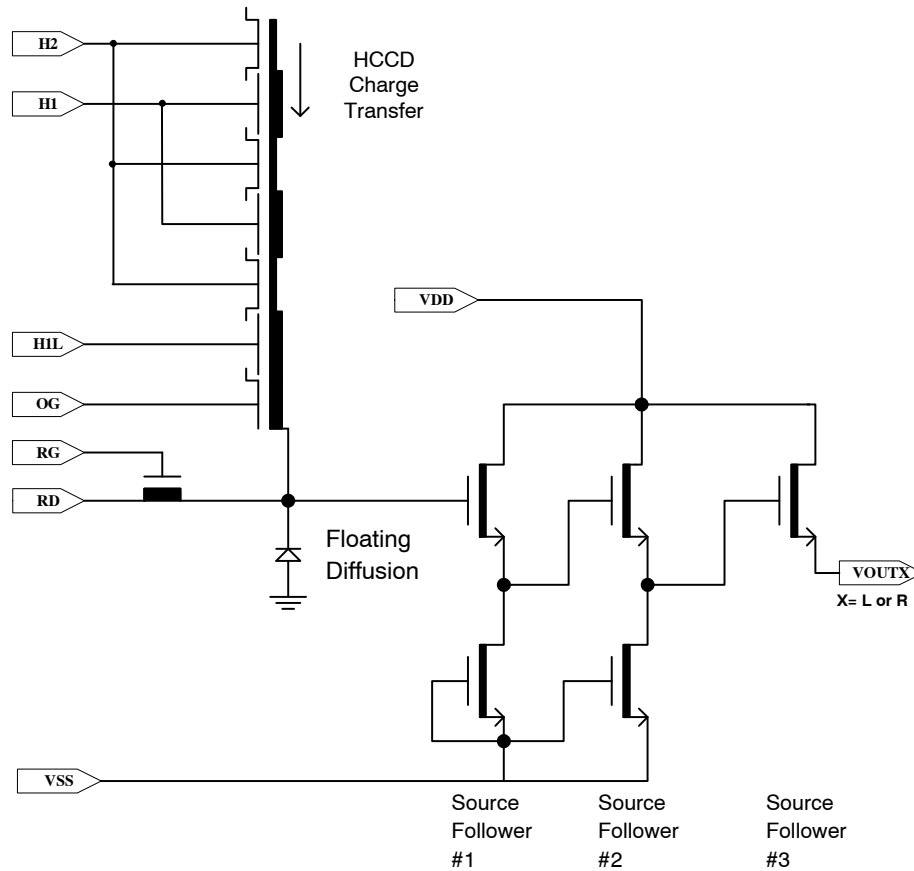 H2
HCCD
Charge
Transfer
H1
VDD
H1L
OG
RG
RD
Floating
Diffusion
VOUTX
X= L or R
VSS
Source
Follower
#1
Source
Follower
#2
Source
Follower
#3